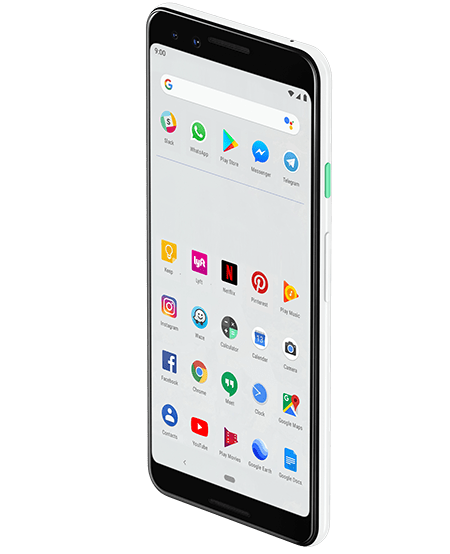 9:00
G
Slack
WhatsApp
Play Store
Messenger
Telegram
Keep
Lyft
Netflix
Pinterest
Play Music
Instagram
Waze
Calculator
Calendar
Camera
Facebook
Chrome
Meet
Clock
Google Maps
Contacts
YouTube
Play Movies
Google Earth
Google Docs